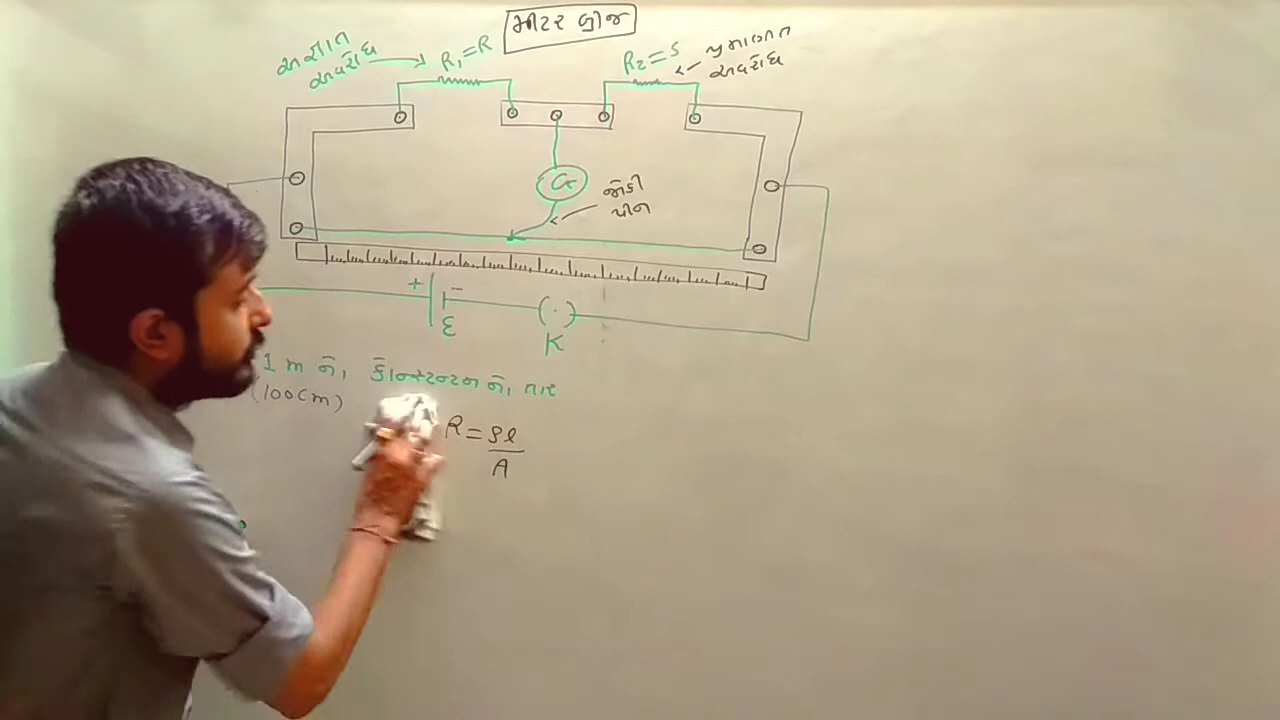 મીટર બ્રીજ
અજ્ઞાત
અવરોધ
R₁=R
R₂=S
પ્રમાણિત
અવરોધ
G
જૉકી
પીન
+ −
ε
( · )
K
1 m નો કોન્સ્ટન્ટન નો તાર
(100cm)
R = ρl
A